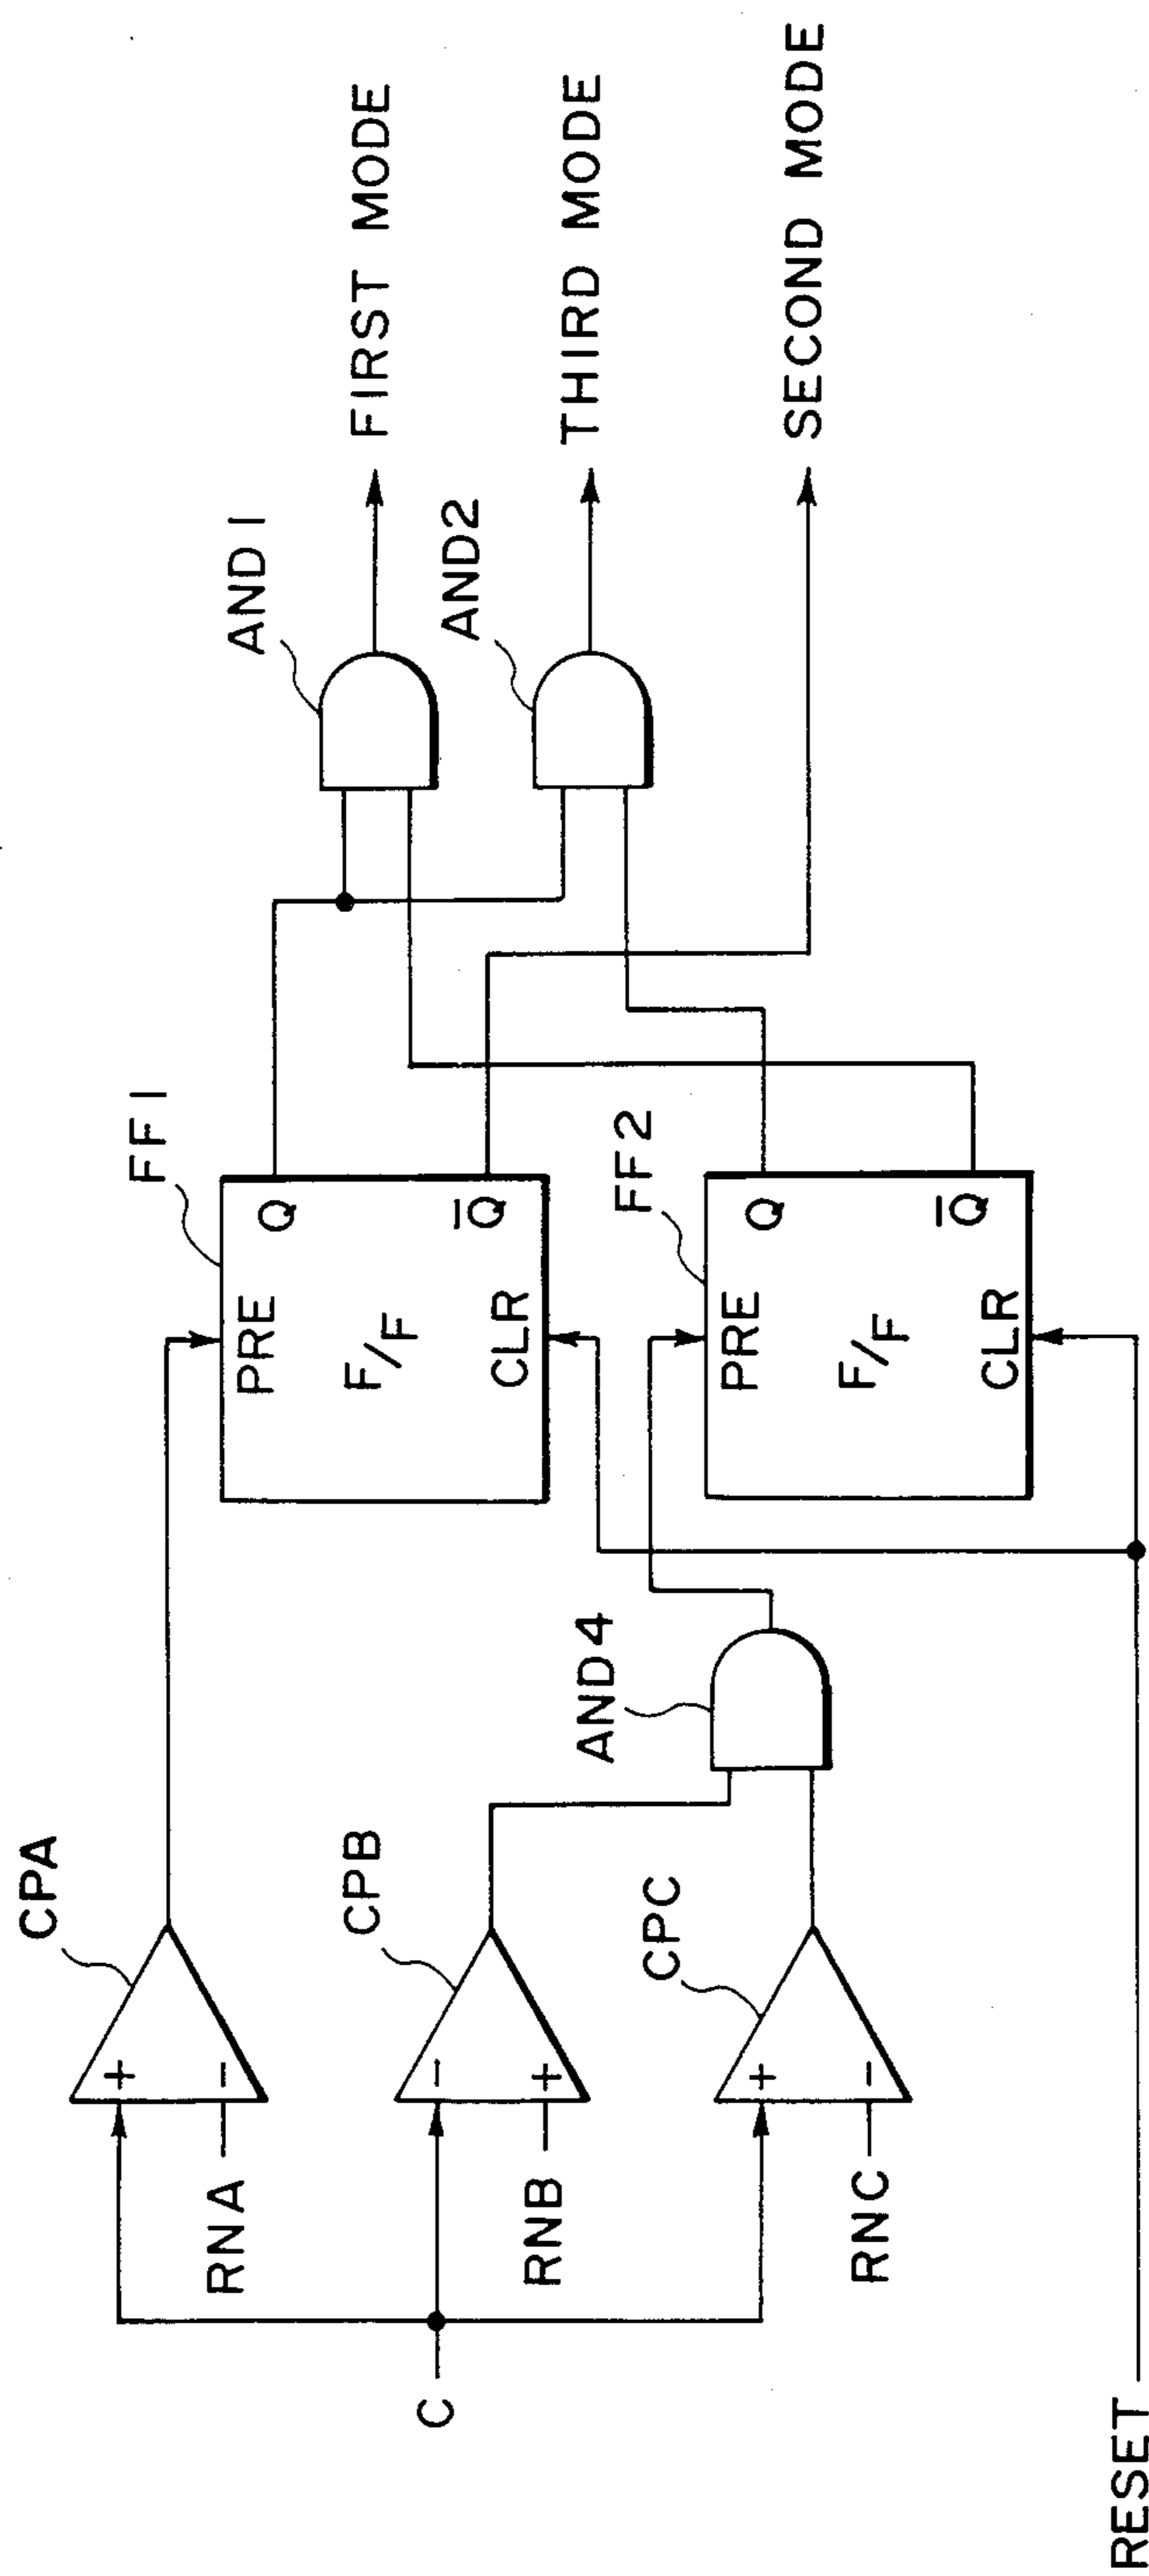 CPA
+
−
RNA
CPB
−
+
RNB
CPC
+
−
RNC
C
RESET
AND4
FF1
PRE
Q
F/F
Q̅
CLR
FF2
PRE
Q
F/F
Q̅
CLR
AND1
AND2
FIRST MODE
THIRD MODE
SECOND MODE